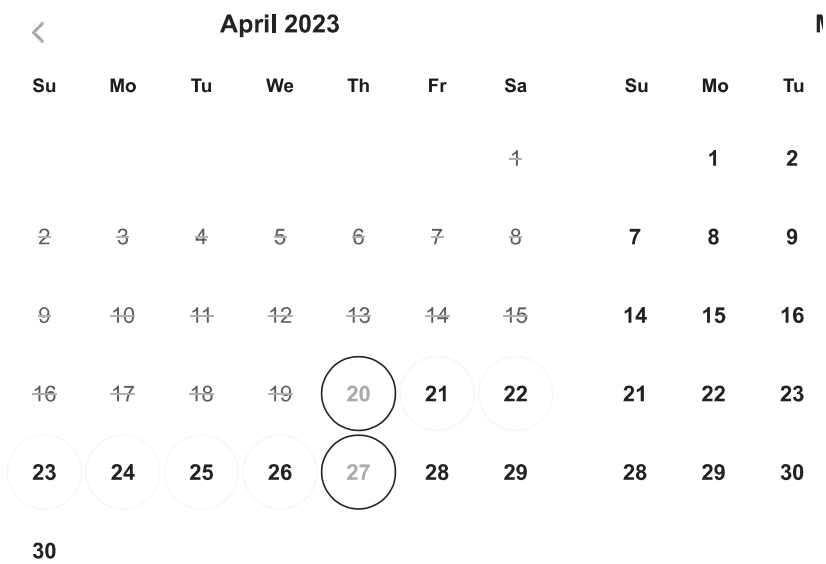 April 2023 M
Su Mo Tu We Th Fr Sa Su Mo Tu
1 1 2
2 3 4 5 6 7 8 7 8 9
9 10 11 12 13 14 15 14 15 16
16 17 18 19 20 21 22 21 22 23
23 24 25 26 27 28 29 28 29 30
30